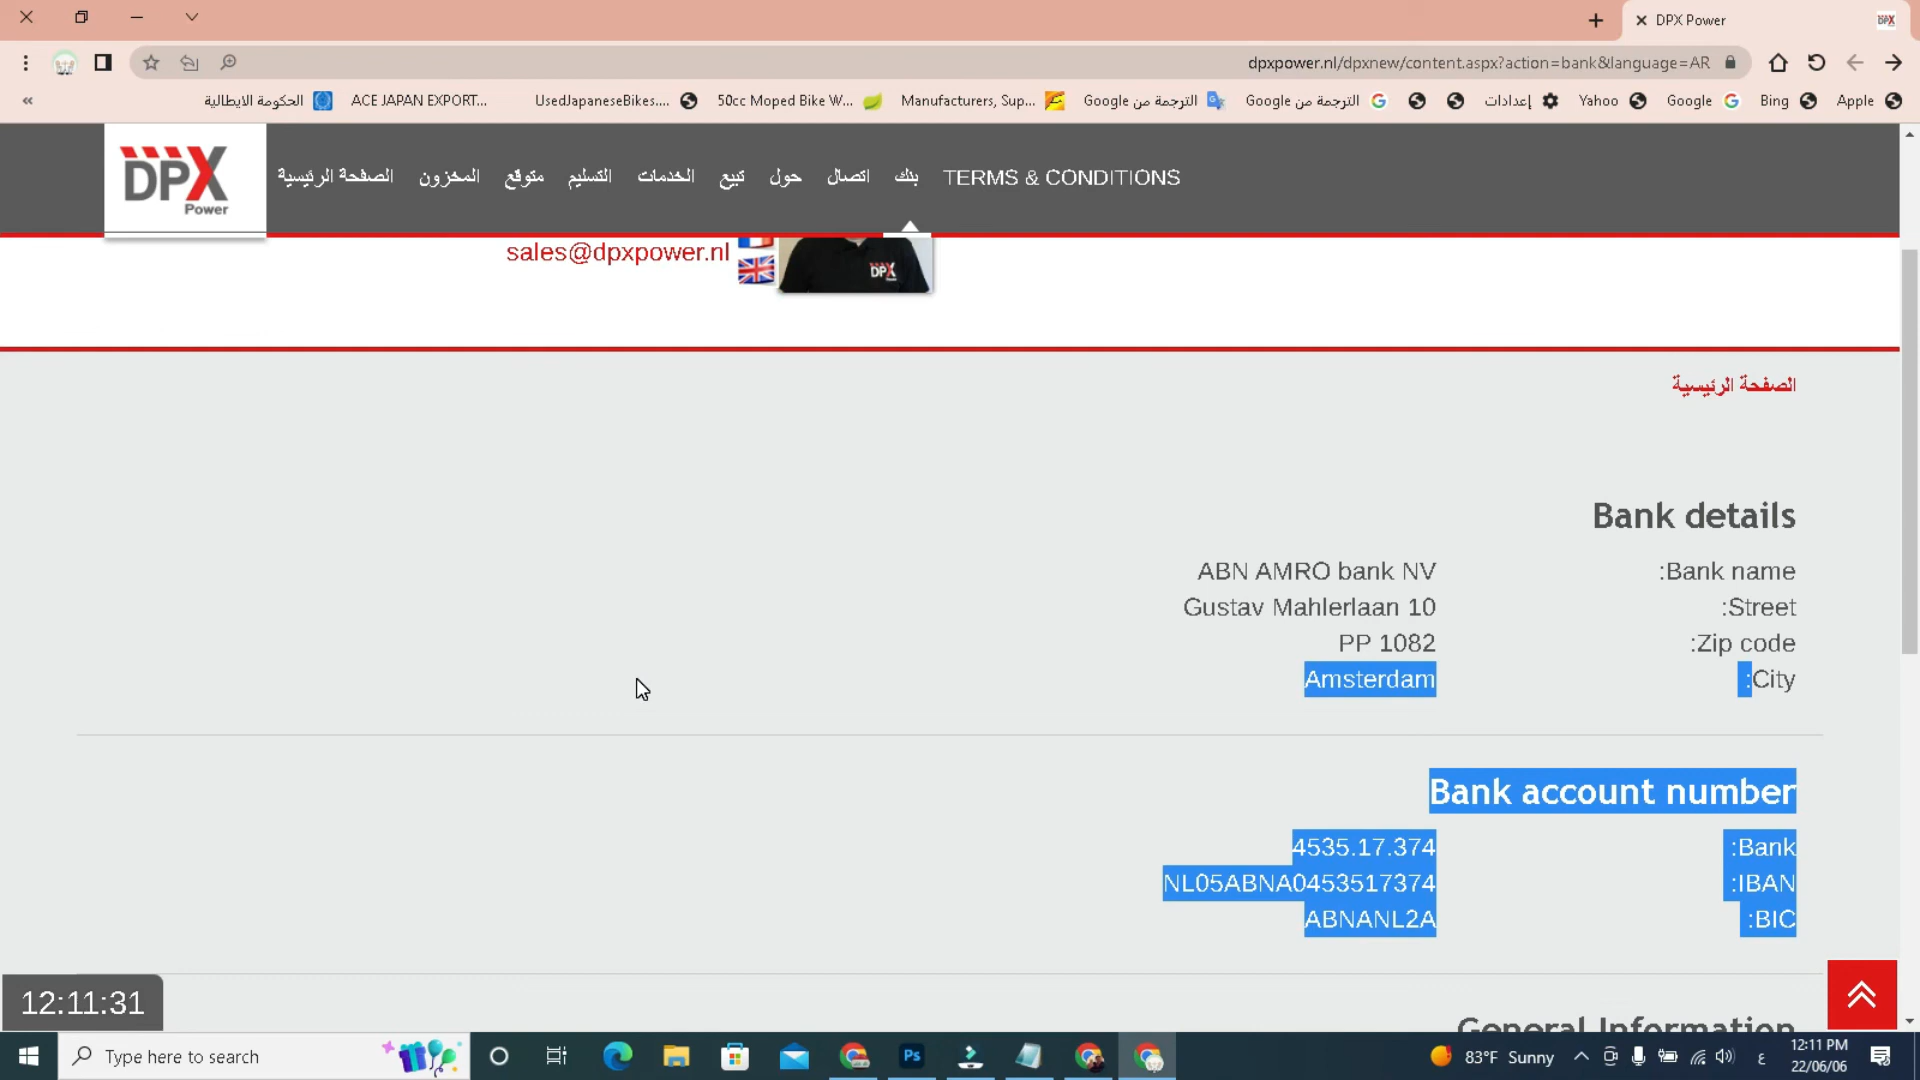 DPX Power
dpxpower.nl/dpxnew/content.aspx?action=bank&language=AR
Apple
Bing
Google
Yahoo
إعدادات
الترجمة من Google
الترجمة من Google
Manufacturers, Sup...
50cc Moped Bike W...
UsedJapaneseBikes....
ACE JAPAN EXPORT...
الحكومة الايطالية
»
DPX Power
الصفحة الرئيسية
المخزون
متوقع
التسليم
الخدمات
تبيع
حول
اتصال
بنك
TERMS & CONDITIONS
sales@dpxpower.nl
DPX
الصفحة الرئيسية
Bank details
:Bank name ABN AMRO bank NV
:Street Gustav Mahlerlaan 10
:Zip code PP 1082
:City Amsterdam
Bank account number
:Bank 4535.17.374
:IBAN NL05ABNA0453517374
:BIC ABNANL2A
General Information
12:11:31
Type here to search
Ps
83°F Sunny
ع
12:11 PM
22/06/06